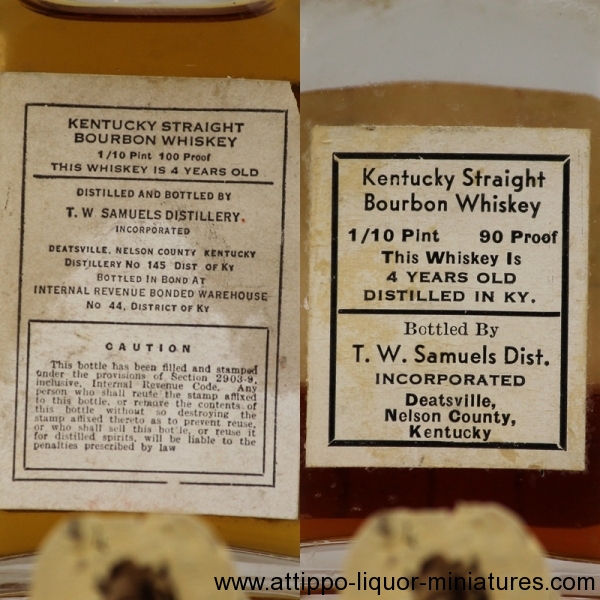 KENTUCKY STRAIGHT
BOURBON WHISKEY
1/10 Pint 100 Proof
THIS WHISKEY IS 4 YEARS OLD
DISTILLED AND BOTTLED BY
T. W. SAMUELS DISTILLERY.
INCORPORATED
DEATSVILLE, NELSON COUNTY KENTUCKY
DISTILLERY No 145 DIST OF KY
BOTTLED IN BOND AT
INTERNAL REVENUE BONDED WAREHOUSE
No 44, DISTRICT OF KY
CAUTION
This bottle has been filled and stamped
under the provisions of Section 2903-9,
inclusive, Internal Revenue Code. Any
person who shall reuse the stamp affixed
to this bottle, or remove the contents of
this bottle without so destroying the
stamp affixed thereto as to prevent reuse,
or who shall sell this bottle, or reuse it
for distilled spirits, will be liable to the
penalties prescribed by law
Kentucky Straight
Bourbon Whiskey
1/10 Pint 90 Proof
This Whiskey Is
4 YEARS OLD
DISTILLED IN KY.
Bottled By
T. W. Samuels Dist.
INCORPORATED
Deatsville,
Nelson County,
Kentucky
www.attippo-liquor-miniatures.com